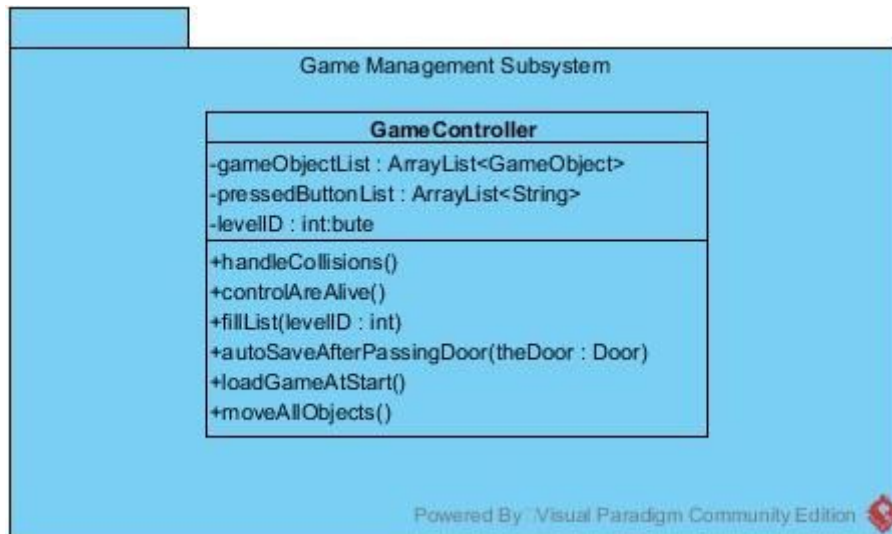 Game Management Subsystem
GameController
-gameObjectList : ArrayList<GameObject>
-pressedButtonList : ArrayList<String>
-levelID : int:bute
+handleCollisions()
+controlAreAlive()
+fillList(levelID : int)
+autoSaveAfterPassingDoor(theDoor : Door)
+loadGameAtStart()
+moveAllObjects()
Powered By Visual Paradigm Community Edition